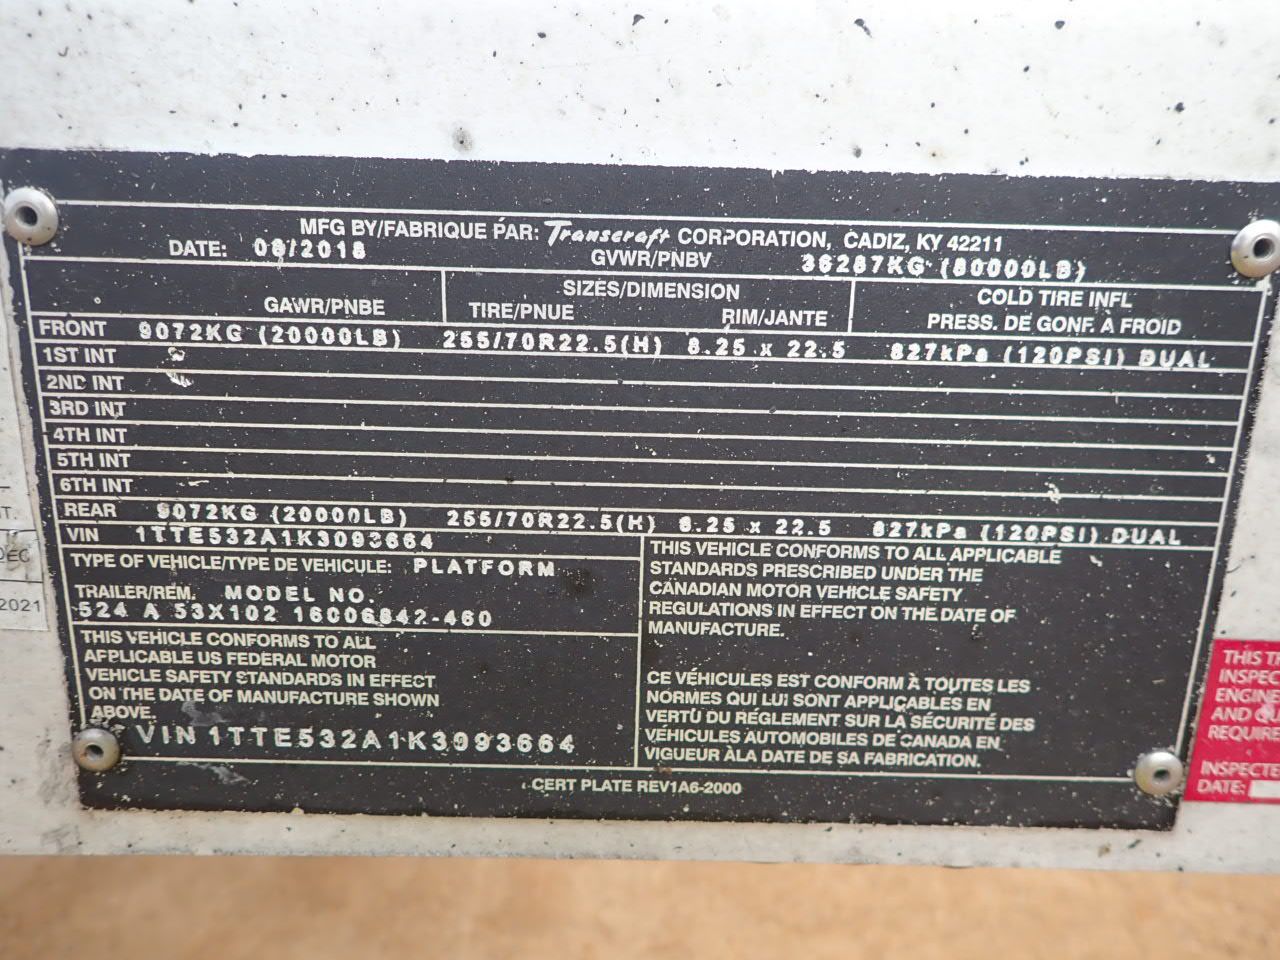 MFG BY/FABRIQUE PAR: Transcraft CORPORATION, CADIZ, KY 42211
DATE: 08/2018 GVWR/PNBV 36287KG (80000LB)
GAWR/PNBE SIZES/DIMENSION COLD TIRE INFL
TIRE/PNUE RIM/JANTE PRESS. DE GONF. À FROID
FRONT 9072KG (20000LB) 255/70R22.5(H) 8.25 x 22.5 827kPa (120PSI) DUAL
1ST INT
2ND INT
3RD INT
4TH INT
5TH INT
6TH INT
REAR 9072KG (20000LB) 255/70R22.5(H) 8.25 x 22.5 827kPa (120PSI) DUAL
VIN 1TTE532A1K3093664
TYPE OF VEHICLE/TYPE DE VEHICULE: PLATFORM
TRAILER/REM. MODEL NO.
524 A 53X102 16006842-460
THIS VEHICLE CONFORMS TO ALL
APPLICABLE US FEDERAL MOTOR
VEHICLE SAFETY STANDARDS IN EFFECT
ON THE DATE OF MANUFACTURE SHOWN
ABOVE.
VIN 1TTE532A1K3093664
THIS VEHICLE CONFORMS TO ALL APPLICABLE
STANDARDS PRESCRIBED UNDER THE
CANADIAN MOTOR VEHICLE SAFETY
REGULATIONS IN EFFECT ON THE DATE OF
MANUFACTURE.
CE VÉHICULES EST CONFORM À TOUTES LES
NORMES QUI LUI SONT APPLICABLES EN
VERTU DU RÉGLEMENT SUR LA SÉCURITÉ DES
VÉHICULES AUTOMOBILES DE CANADA EN
VIGUEUR ÀLA DATE DE SA FABRICATION.
CERT PLATE REV1A6-2000
2021
THIS
INSPEC
ENGINE
AND
REQUIRE
INSPECTE
DATE: